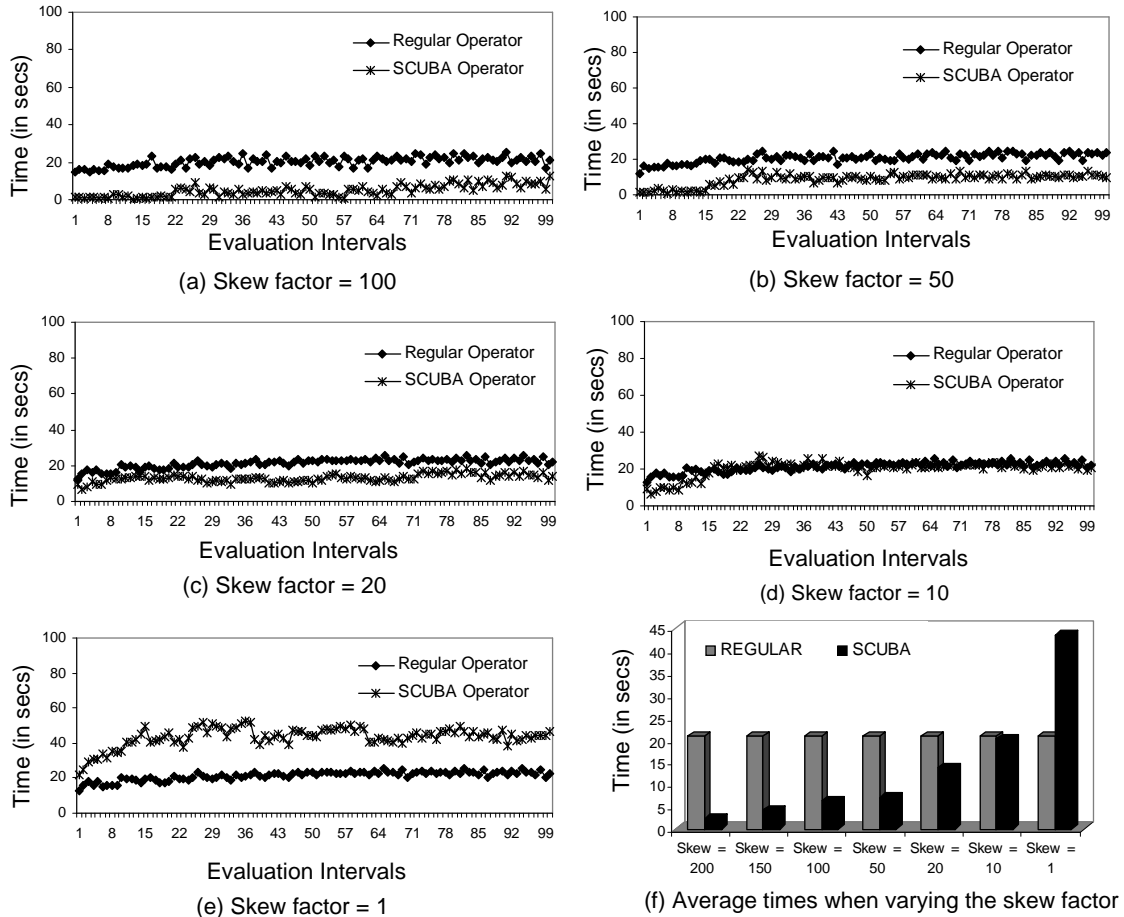 100
80
60
40
20
0
Time (in secs)
Regular Operator
SCUBA Operator
1 8 15 22 29 36 43 50 57 64 71 78 85 92 99
Evaluation Intervals
(a) Skew factor = 100
100
80
60
40
20
0
Time (in secs)
Regular Operator
SCUBA Operator
1 8 15 22 29 36 43 50 57 64 71 78 85 92 99
Evaluation Intervals
(b) Skew factor = 50
100
80
60
40
20
0
Time (in secs)
Regular Operator
SCUBA Operator
1 8 15 22 29 36 43 50 57 64 71 78 85 92 99
Evaluation Intervals
(c) Skew factor = 20
100
80
60
40
20
0
Time (in secs)
Regular Operator
SCUBA Operator
1 8 15 22 29 36 43 50 57 64 71 78 85 92 99
Evaluation Intervals
(d) Skew factor = 10
100
80
60
40
20
0
Time (in secs)
Regular Operator
SCUBA Operator
1 8 15 22 29 36 43 50 57 64 71 78 85 92 99
Evaluation Intervals
(e) Skew factor = 1
45
40
35
30
25
20
15
10
5
0
Time (in secs)
REGULAR SCUBA
Skew = Skew = Skew = Skew = Skew = Skew = Skew =
200 150 100 50 20 10 1
(f) Average times when varying the skew factor